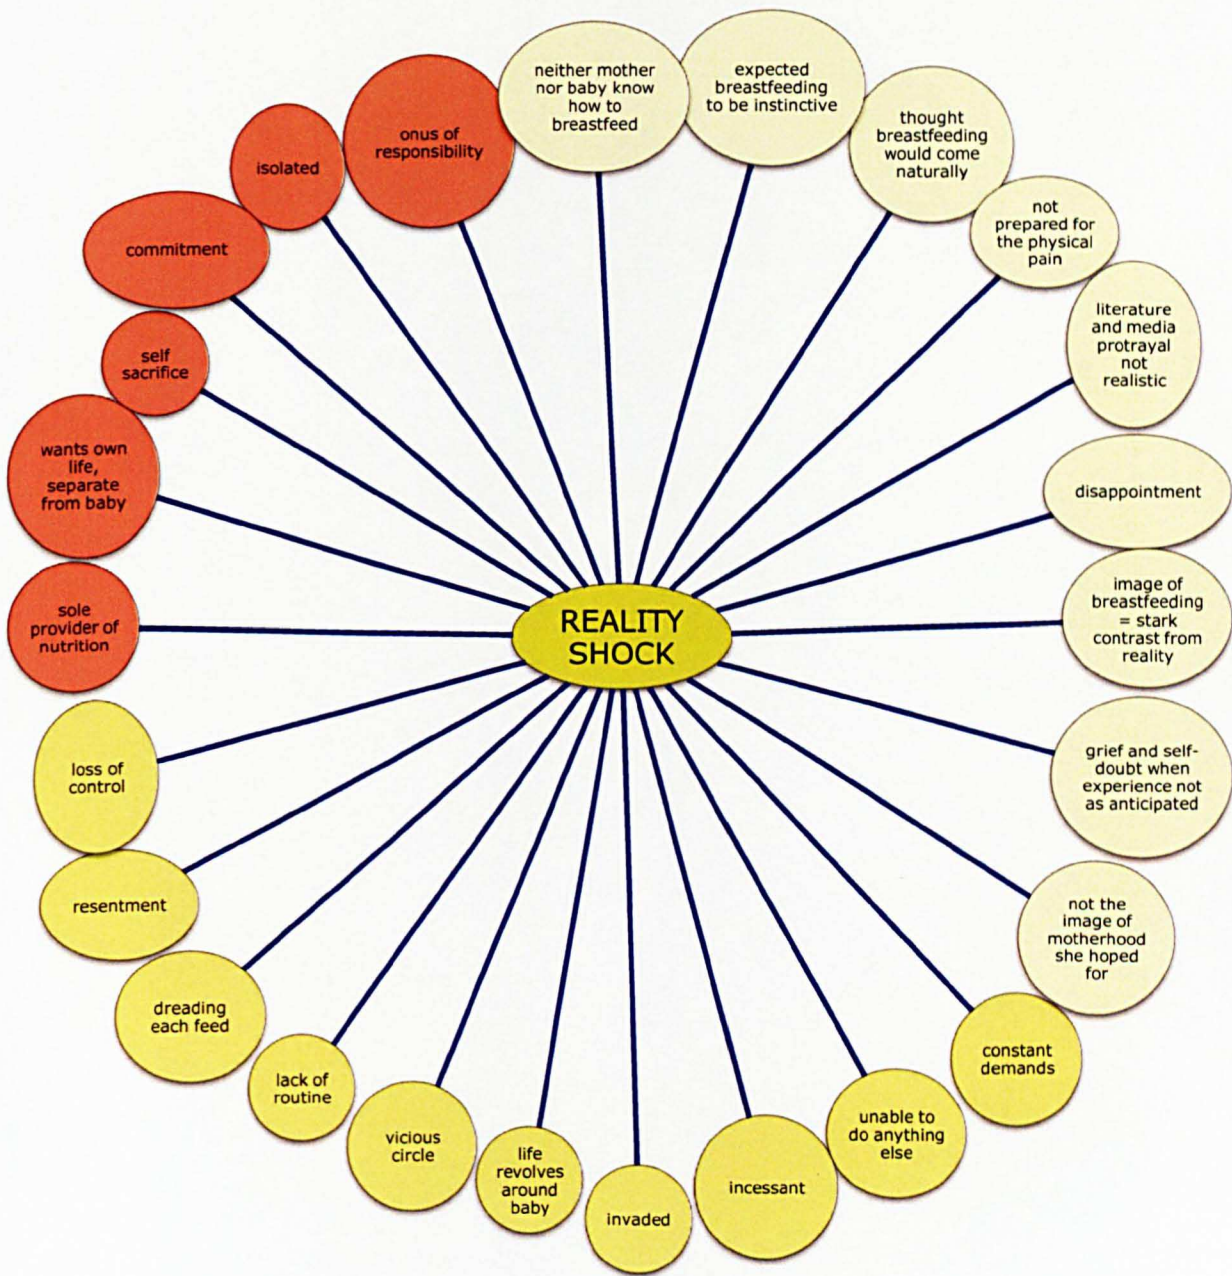 neither mother
nor baby know
how to
breastfeed
expected
breastfeeding
to be instinctive
thought
breastfeeding
would come
naturally
not
prepared for
the physical
pain
literature
and media
protrayal
not
realistic
disappointment
image of
breastfeeding
= stark
contrast from
reality
grief and self-
doubt when
experience not
as anticipated
not the
image of
motherhood
she hoped
for
constant
demands
unable to
do anything
else
incessant
invaded
life
revolves
around
baby
vicious
circle
lack of
routine
dreading
each feed
resentment
loss of
control
sole
provider of
nutrition
wants own
life,
separate
from baby
self
sacrifice
commitment
isolated
onus of
responsibility
REALITY
SHOCK